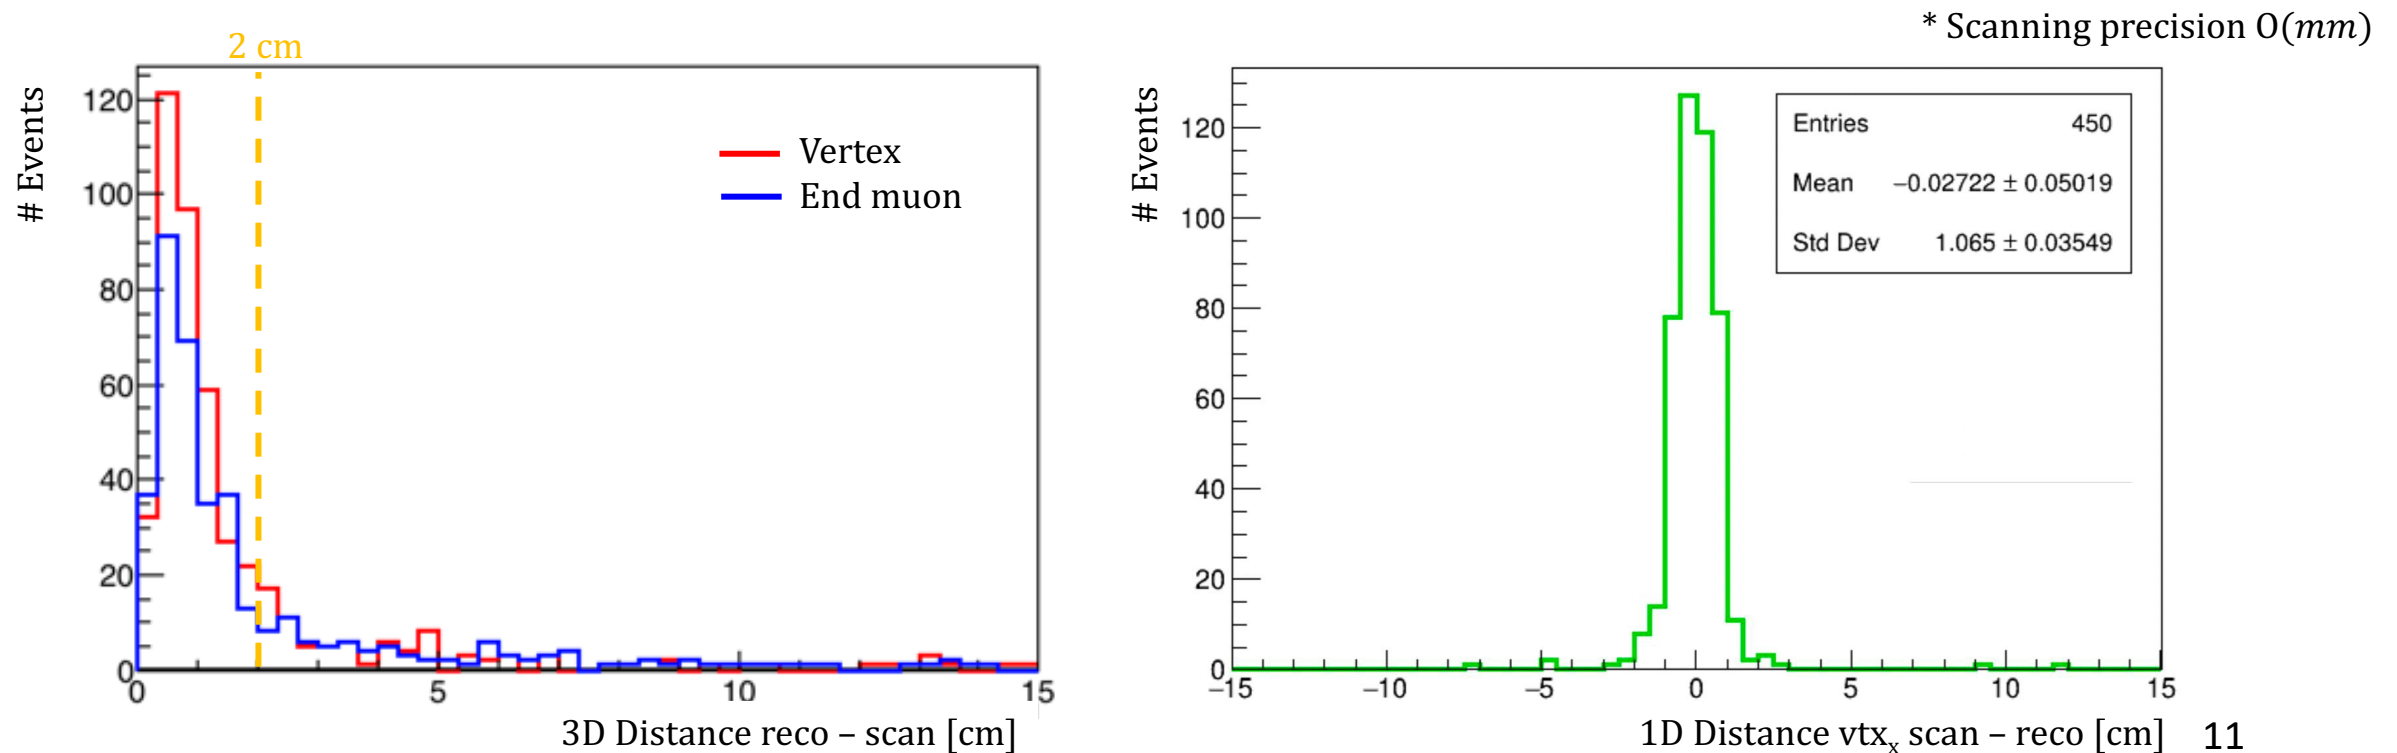 * Scanning precision O(mm)
2 cm
# Events
120
100
80
60
40
20
0
0
5
10
15
Vertex
End muon
3D Distance reco – scan [cm]
# Events
120
100
80
60
40
20
0
−15
−10
−5
0
5
10
15
Entries 450
Mean −0.02722 ± 0.05019
Std Dev 1.065 ± 0.03549
1D Distance vtxₓ scan – reco [cm]
11